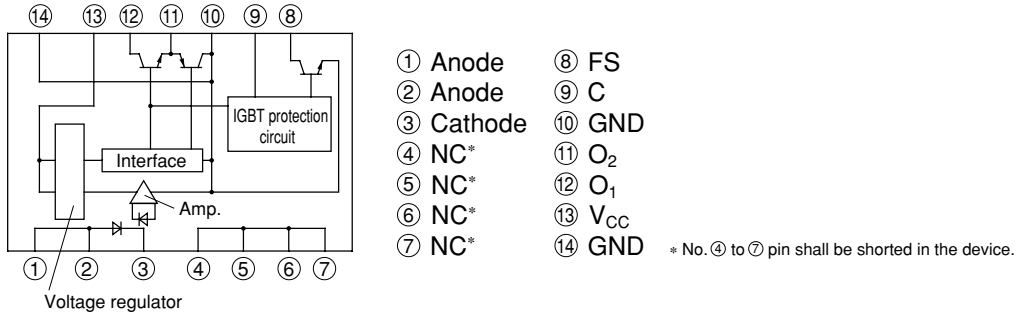 ⑭ ⑬ ⑫ ⑪ ⑩ ⑨ ⑧
IGBT protection
circuit
Interface
Amp.
① ② ③ ④ ⑤ ⑥ ⑦
Voltage regulator
① Anode
② Anode
③ Cathode
④ NC*
⑤ NC*
⑥ NC*
⑦ NC*
⑧ FS
⑨ C
⑩ GND
⑪ O₂
⑫ O₁
⑬ V_CC
⑭ GND
* No. ④ to ⑦ pin shall be shorted in the device.